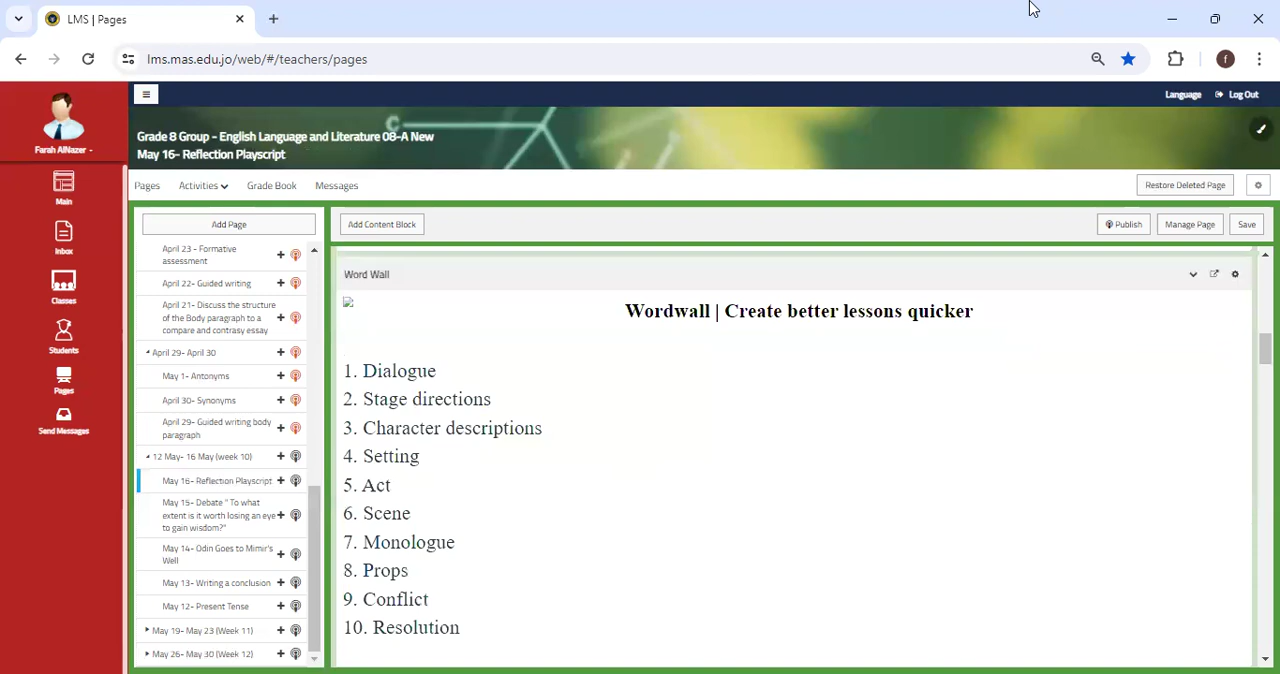 LMS | Pages
lms.mas.edu.jo/web/#/teachers/pages
f
Language
Log Out
Farah AlNazer
Grade 8 Group - English Language and Literature 08-A New
May 16- Reflection Playscript
Main
Inbox
Classes
Students
Pages
Send Messages
Pages
Activities
Grade Book
Messages
Restore Deleted Page
Add Page
Add Content Block
Publish
Manage Page
Save
April 23 - Formative
assessment
April 22- Guided writing
April 21- Discuss the structure
of the Body paragraph to a
compare and contrasy essay
April 29- April 30
May 1- Antonyms
April 30- Synonyms
April 29- Guided writing body
paragraph
12 May- 16 May (week 10)
May 16- Reflection Playscript
May 15- Debate " To what
extent is it worth losing an eye
to gain wisdom?"
May 14- Odin Goes to Mimir's
Well
May 13- Writing a conclusion
May 12- Present Tense
May 19- May 23 (Week 11)
May 26- May 30 (Week 12)
Word Wall
Wordwall | Create better lessons quicker
1. Dialogue
2. Stage directions
3. Character descriptions
4. Setting
5. Act
6. Scene
7. Monologue
8. Props
9. Conflict
10. Resolution